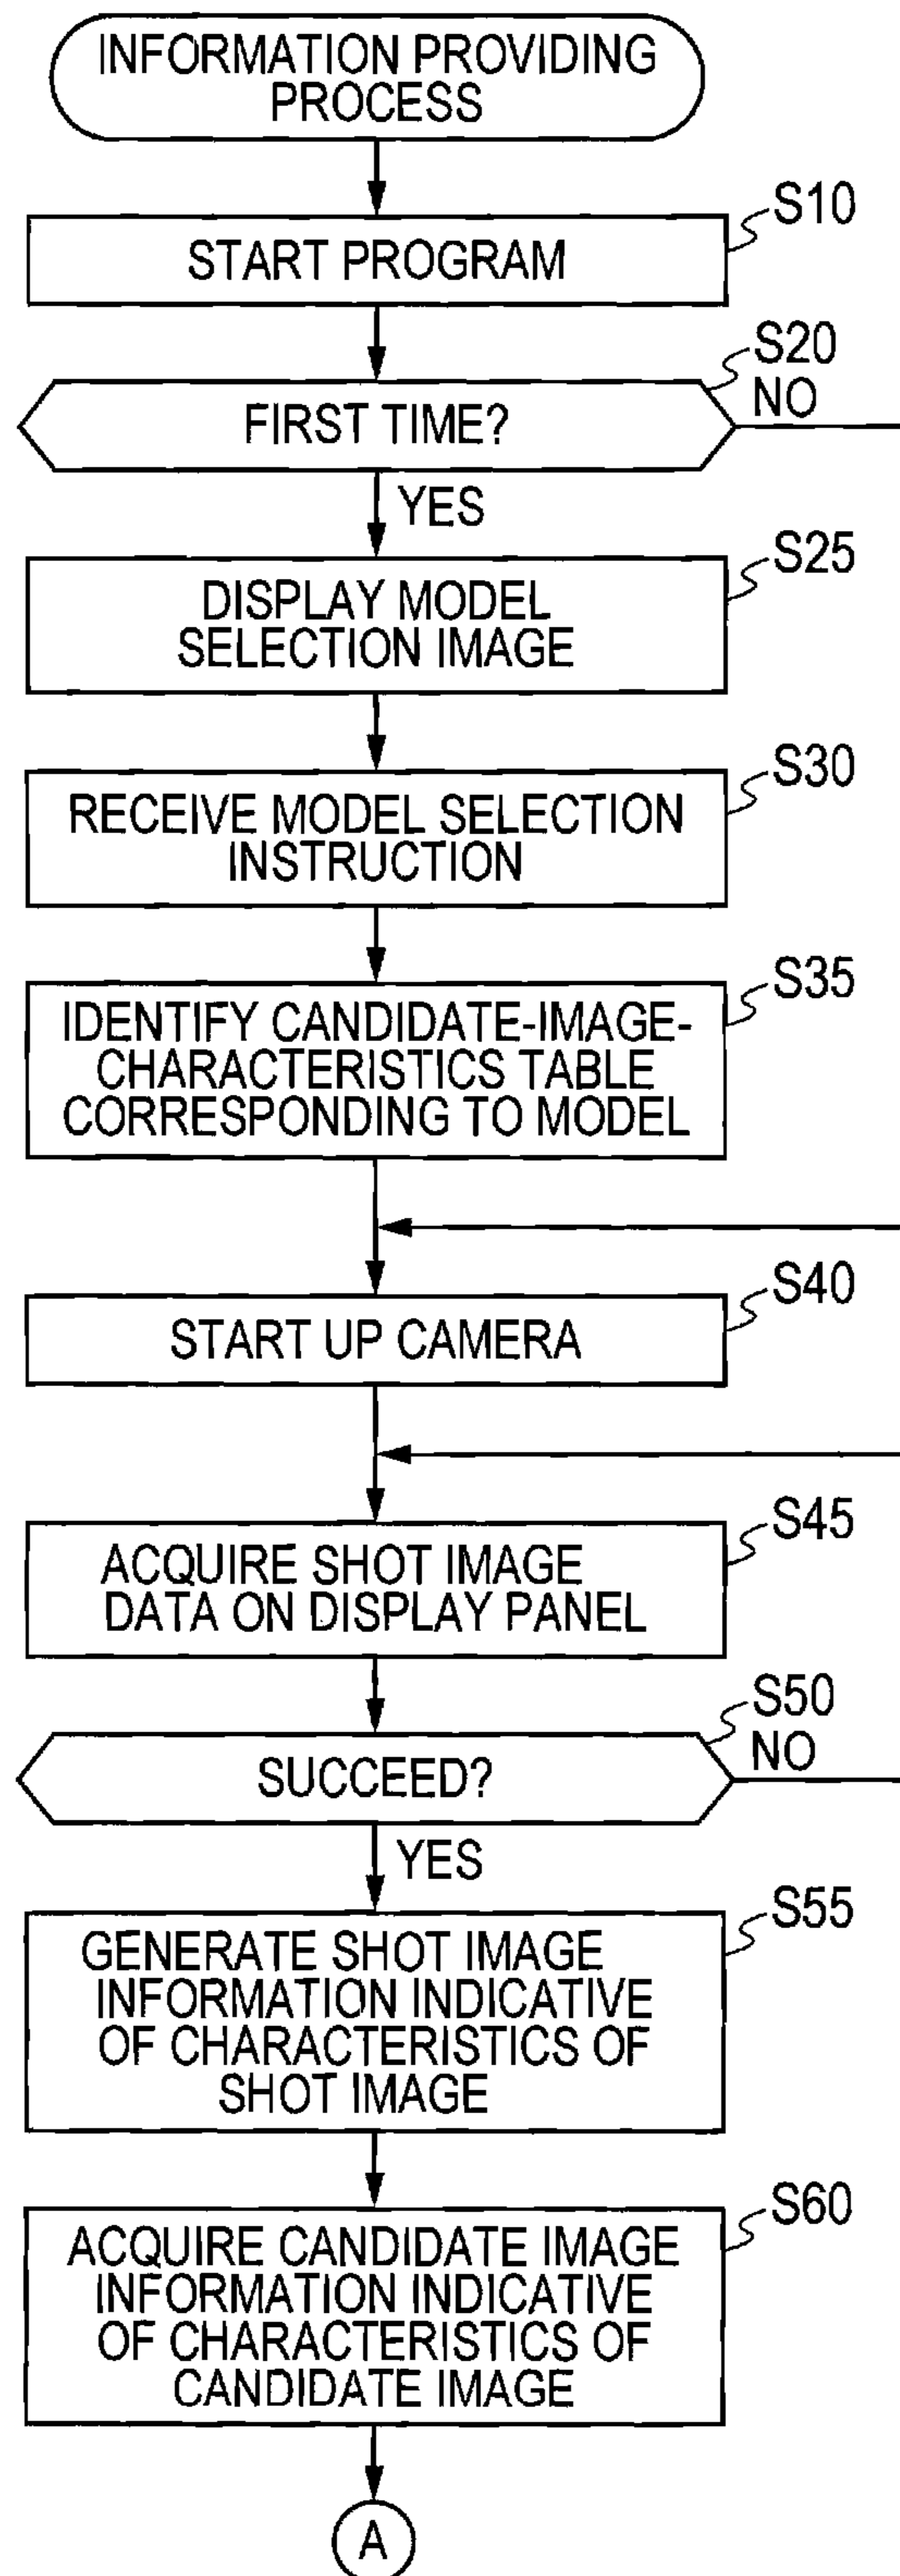 INFORMATION PROVIDING
PROCESS
S10
START PROGRAM
S20
NO
FIRST TIME?
YES
S25
DISPLAY MODEL
SELECTION IMAGE
S30
RECEIVE MODEL SELECTION
INSTRUCTION
S35
IDENTIFY CANDIDATE-IMAGE-
CHARACTERISTICS TABLE
CORRESPONDING TO MODEL
S40
START UP CAMERA
S45
ACQUIRE SHOT IMAGE
DATA ON DISPLAY PANEL
S50
NO
SUCCEED?
YES
S55
GENERATE SHOT IMAGE
INFORMATION INDICATIVE
OF CHARACTERISTICS OF
SHOT IMAGE
S60
ACQUIRE CANDIDATE IMAGE
INFORMATION INDICATIVE
OF CHARACTERISTICS OF
CANDIDATE IMAGE
A